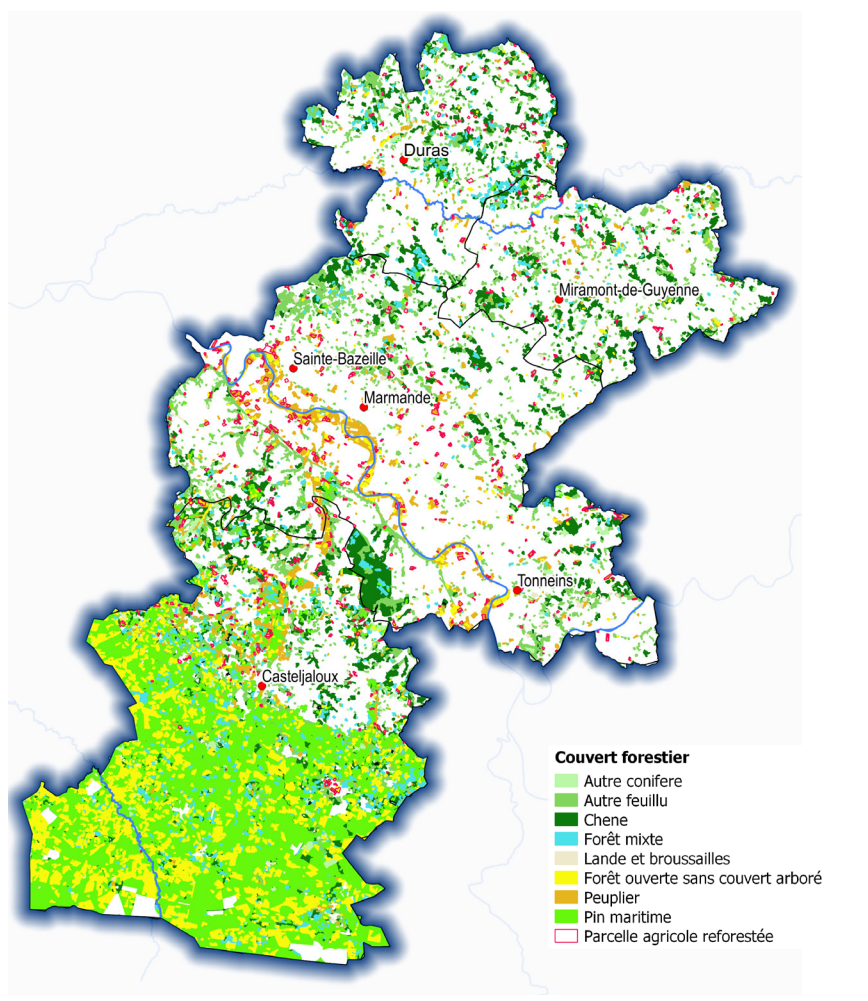 Duras
Miramont-de-Guyenne
Sainte-Bazeille
Marmande
Tonneins
Casteljaloux
Couvert forestier
Autre conifere
Autre feuillu
Chene
Forêt mixte
Lande et broussailles
Forêt ouverte sans couvert arboré
Peuplier
Pin maritime
Parcelle agricole reforestée